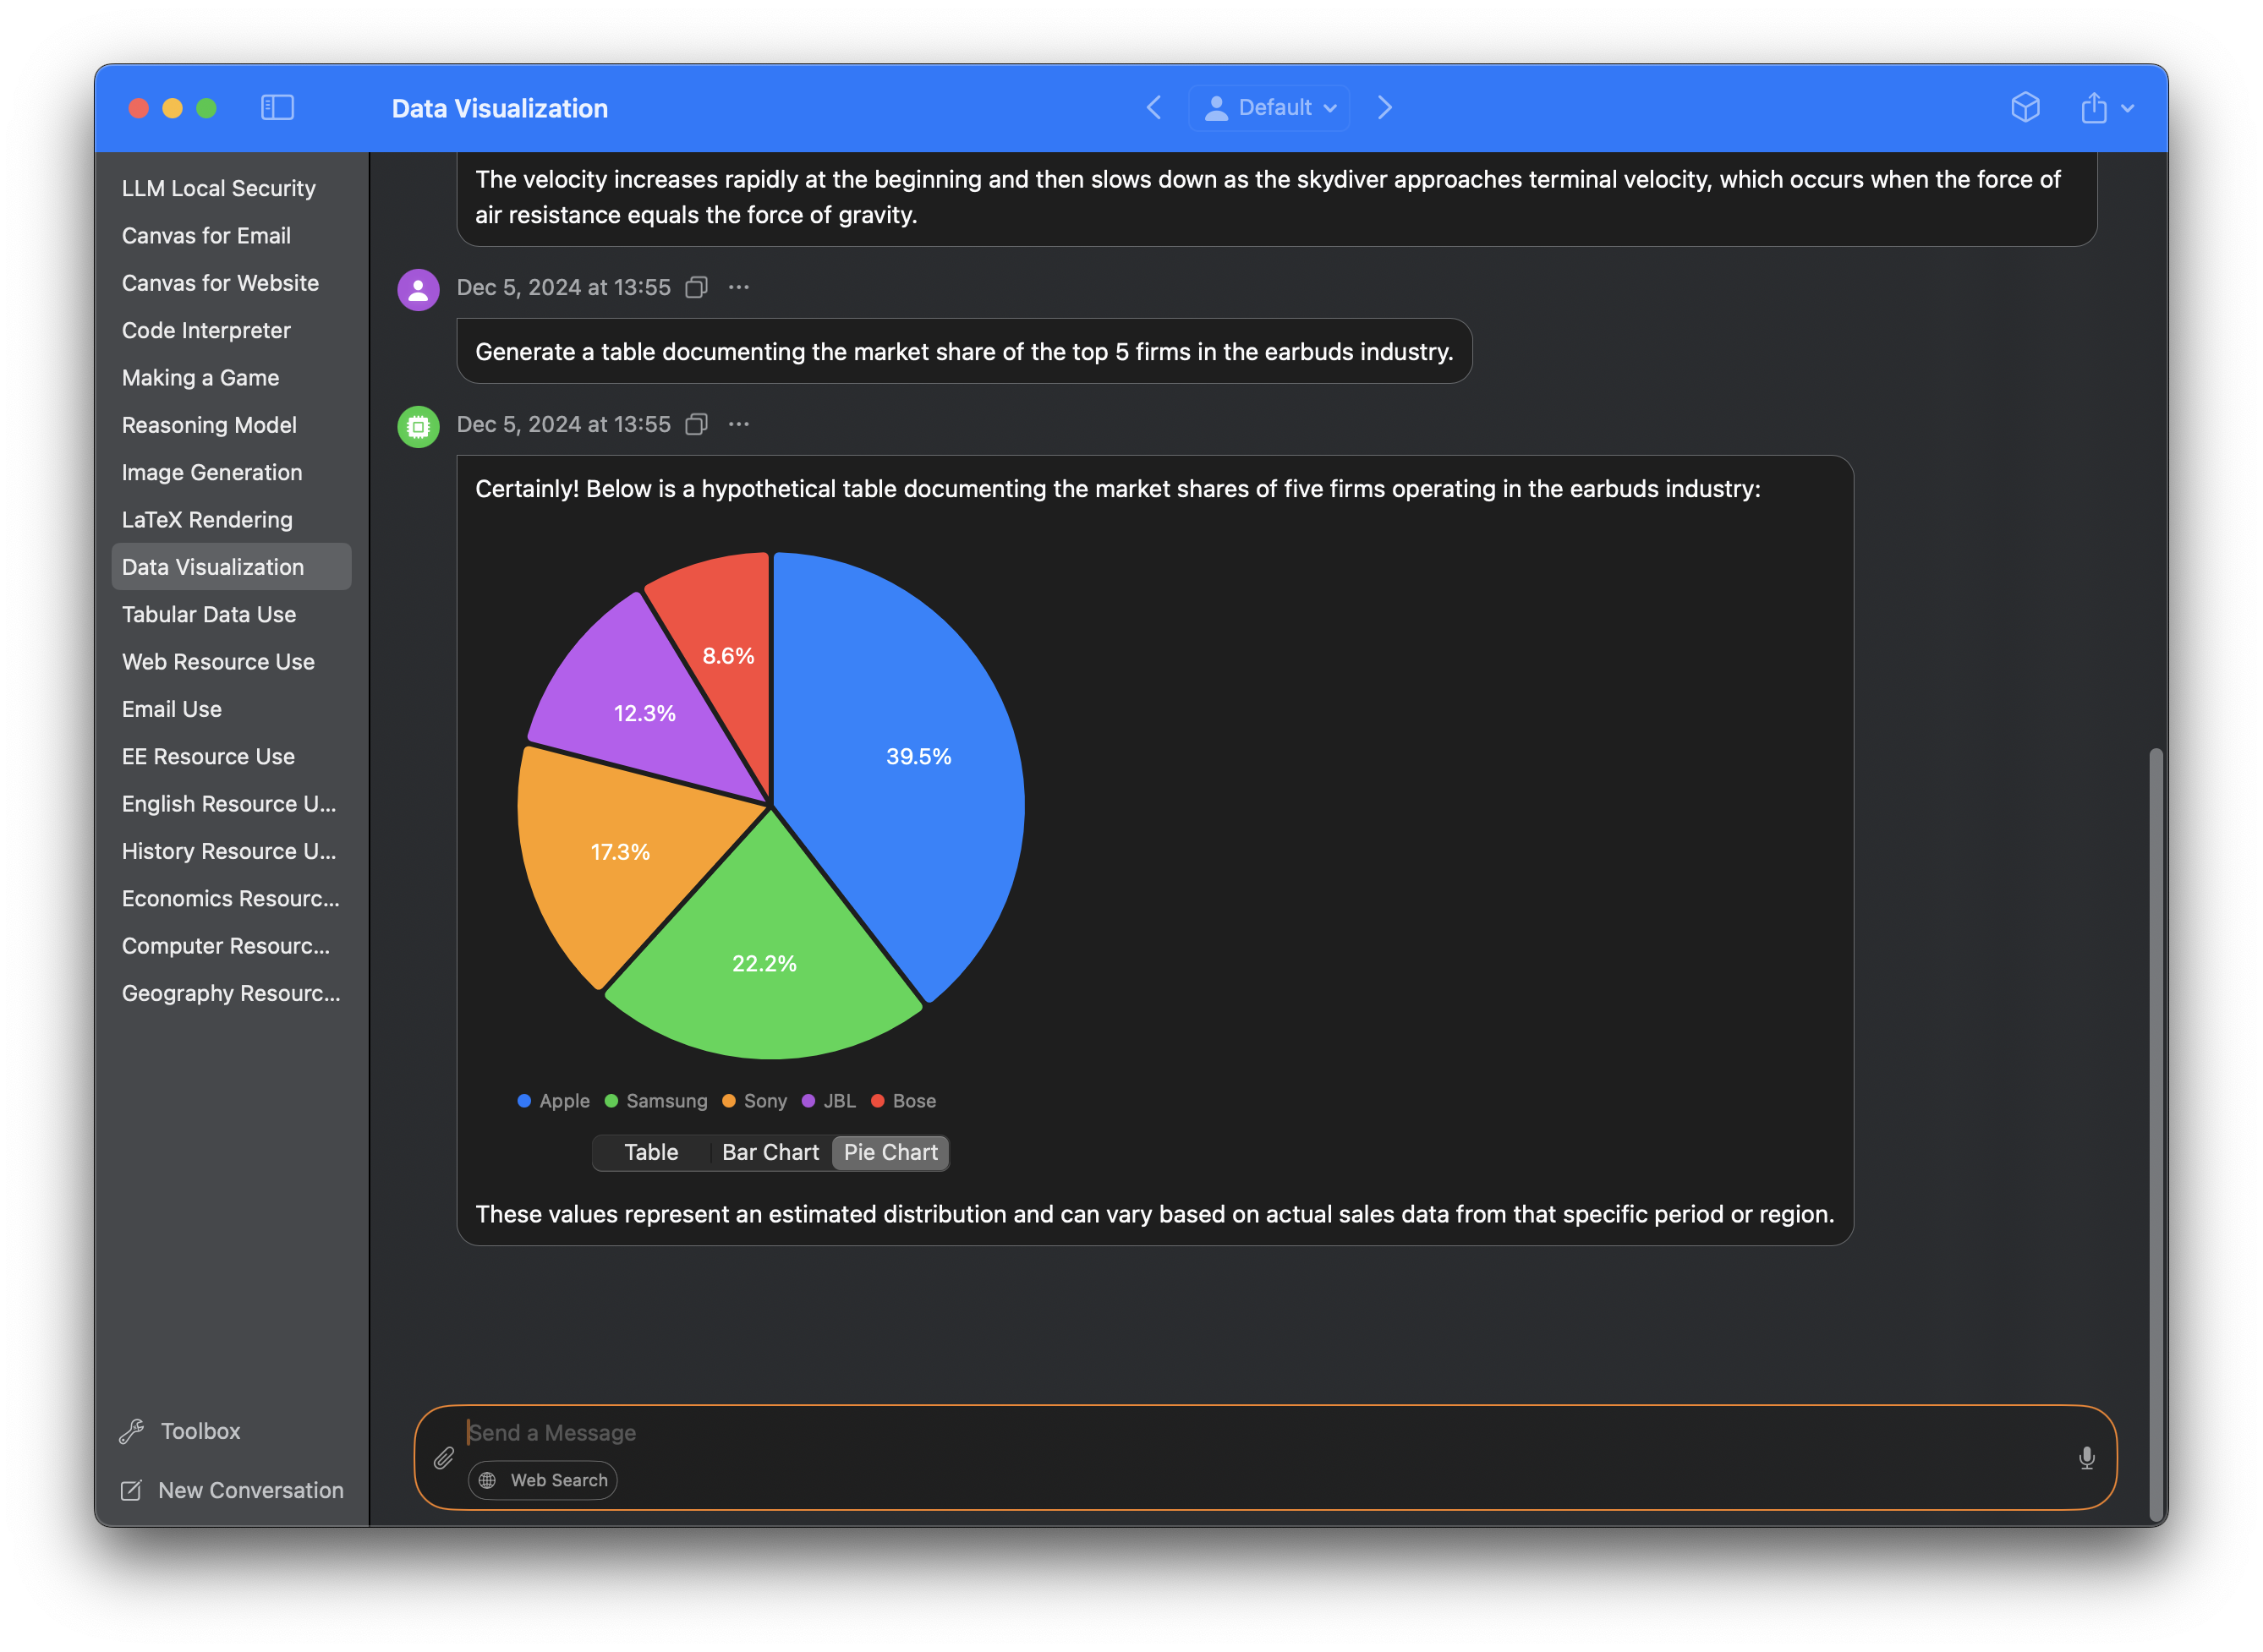 Data Visualization
Default
LLM Local Security
Canvas for Email
Canvas for Website
Code Interpreter
Making a Game
Reasoning Model
Image Generation
LaTeX Rendering
Data Visualization
Tabular Data Use
Web Resource Use
Email Use
EE Resource Use
English Resource U...
History Resource U...
Economics Resourc...
Computer Resourc...
Geography Resourc...
Toolbox
New Conversation
The velocity increases rapidly at the beginning and then slows down as the skydiver approaches terminal velocity, which occurs when the force of
air resistance equals the force of gravity.
Dec 5, 2024 at 13:55
Generate a table documenting the market share of the top 5 firms in the earbuds industry.
Dec 5, 2024 at 13:55
Certainly! Below is a hypothetical table documenting the market shares of five firms operating in the earbuds industry:
8.6%
12.3%
39.5%
17.3%
22.2%
Apple Samsung Sony JBL Bose
Table Bar Chart Pie Chart
These values represent an estimated distribution and can vary based on actual sales data from that specific period or region.
Send a Message
Web Search